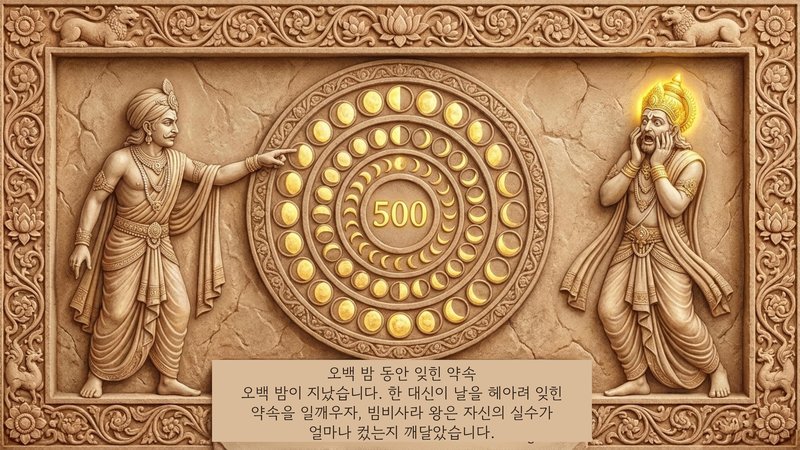 500
오백 밤 동안 잊힌 약속
오백 밤이 지났습니다. 한 대신이 날을 헤아려 잊힌
약속을 일깨우자, 빔비사라 왕은 자신의 실수가
얼마나 컸는지 깨달았습니다.